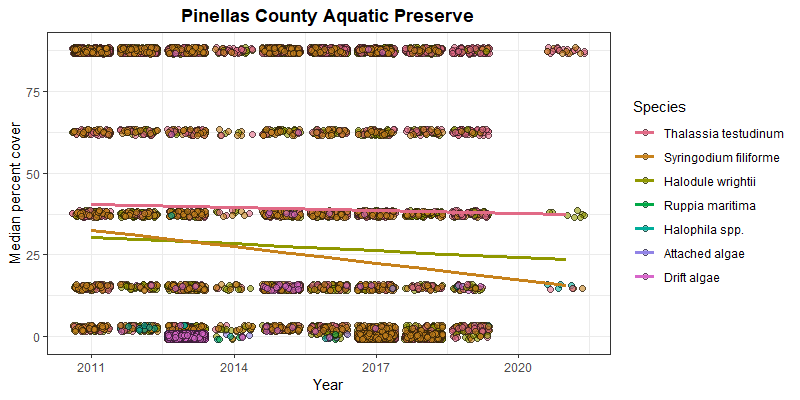 Pinellas County Aquatic Preserve
Median percent cover
75
50
25
0
2011
2014
2017
2020
Year
Species
Thalassia testudinum
Syringodium filiforme
Halodule wrightii
Ruppia maritima
Halophila spp.
Attached algae
Drift algae